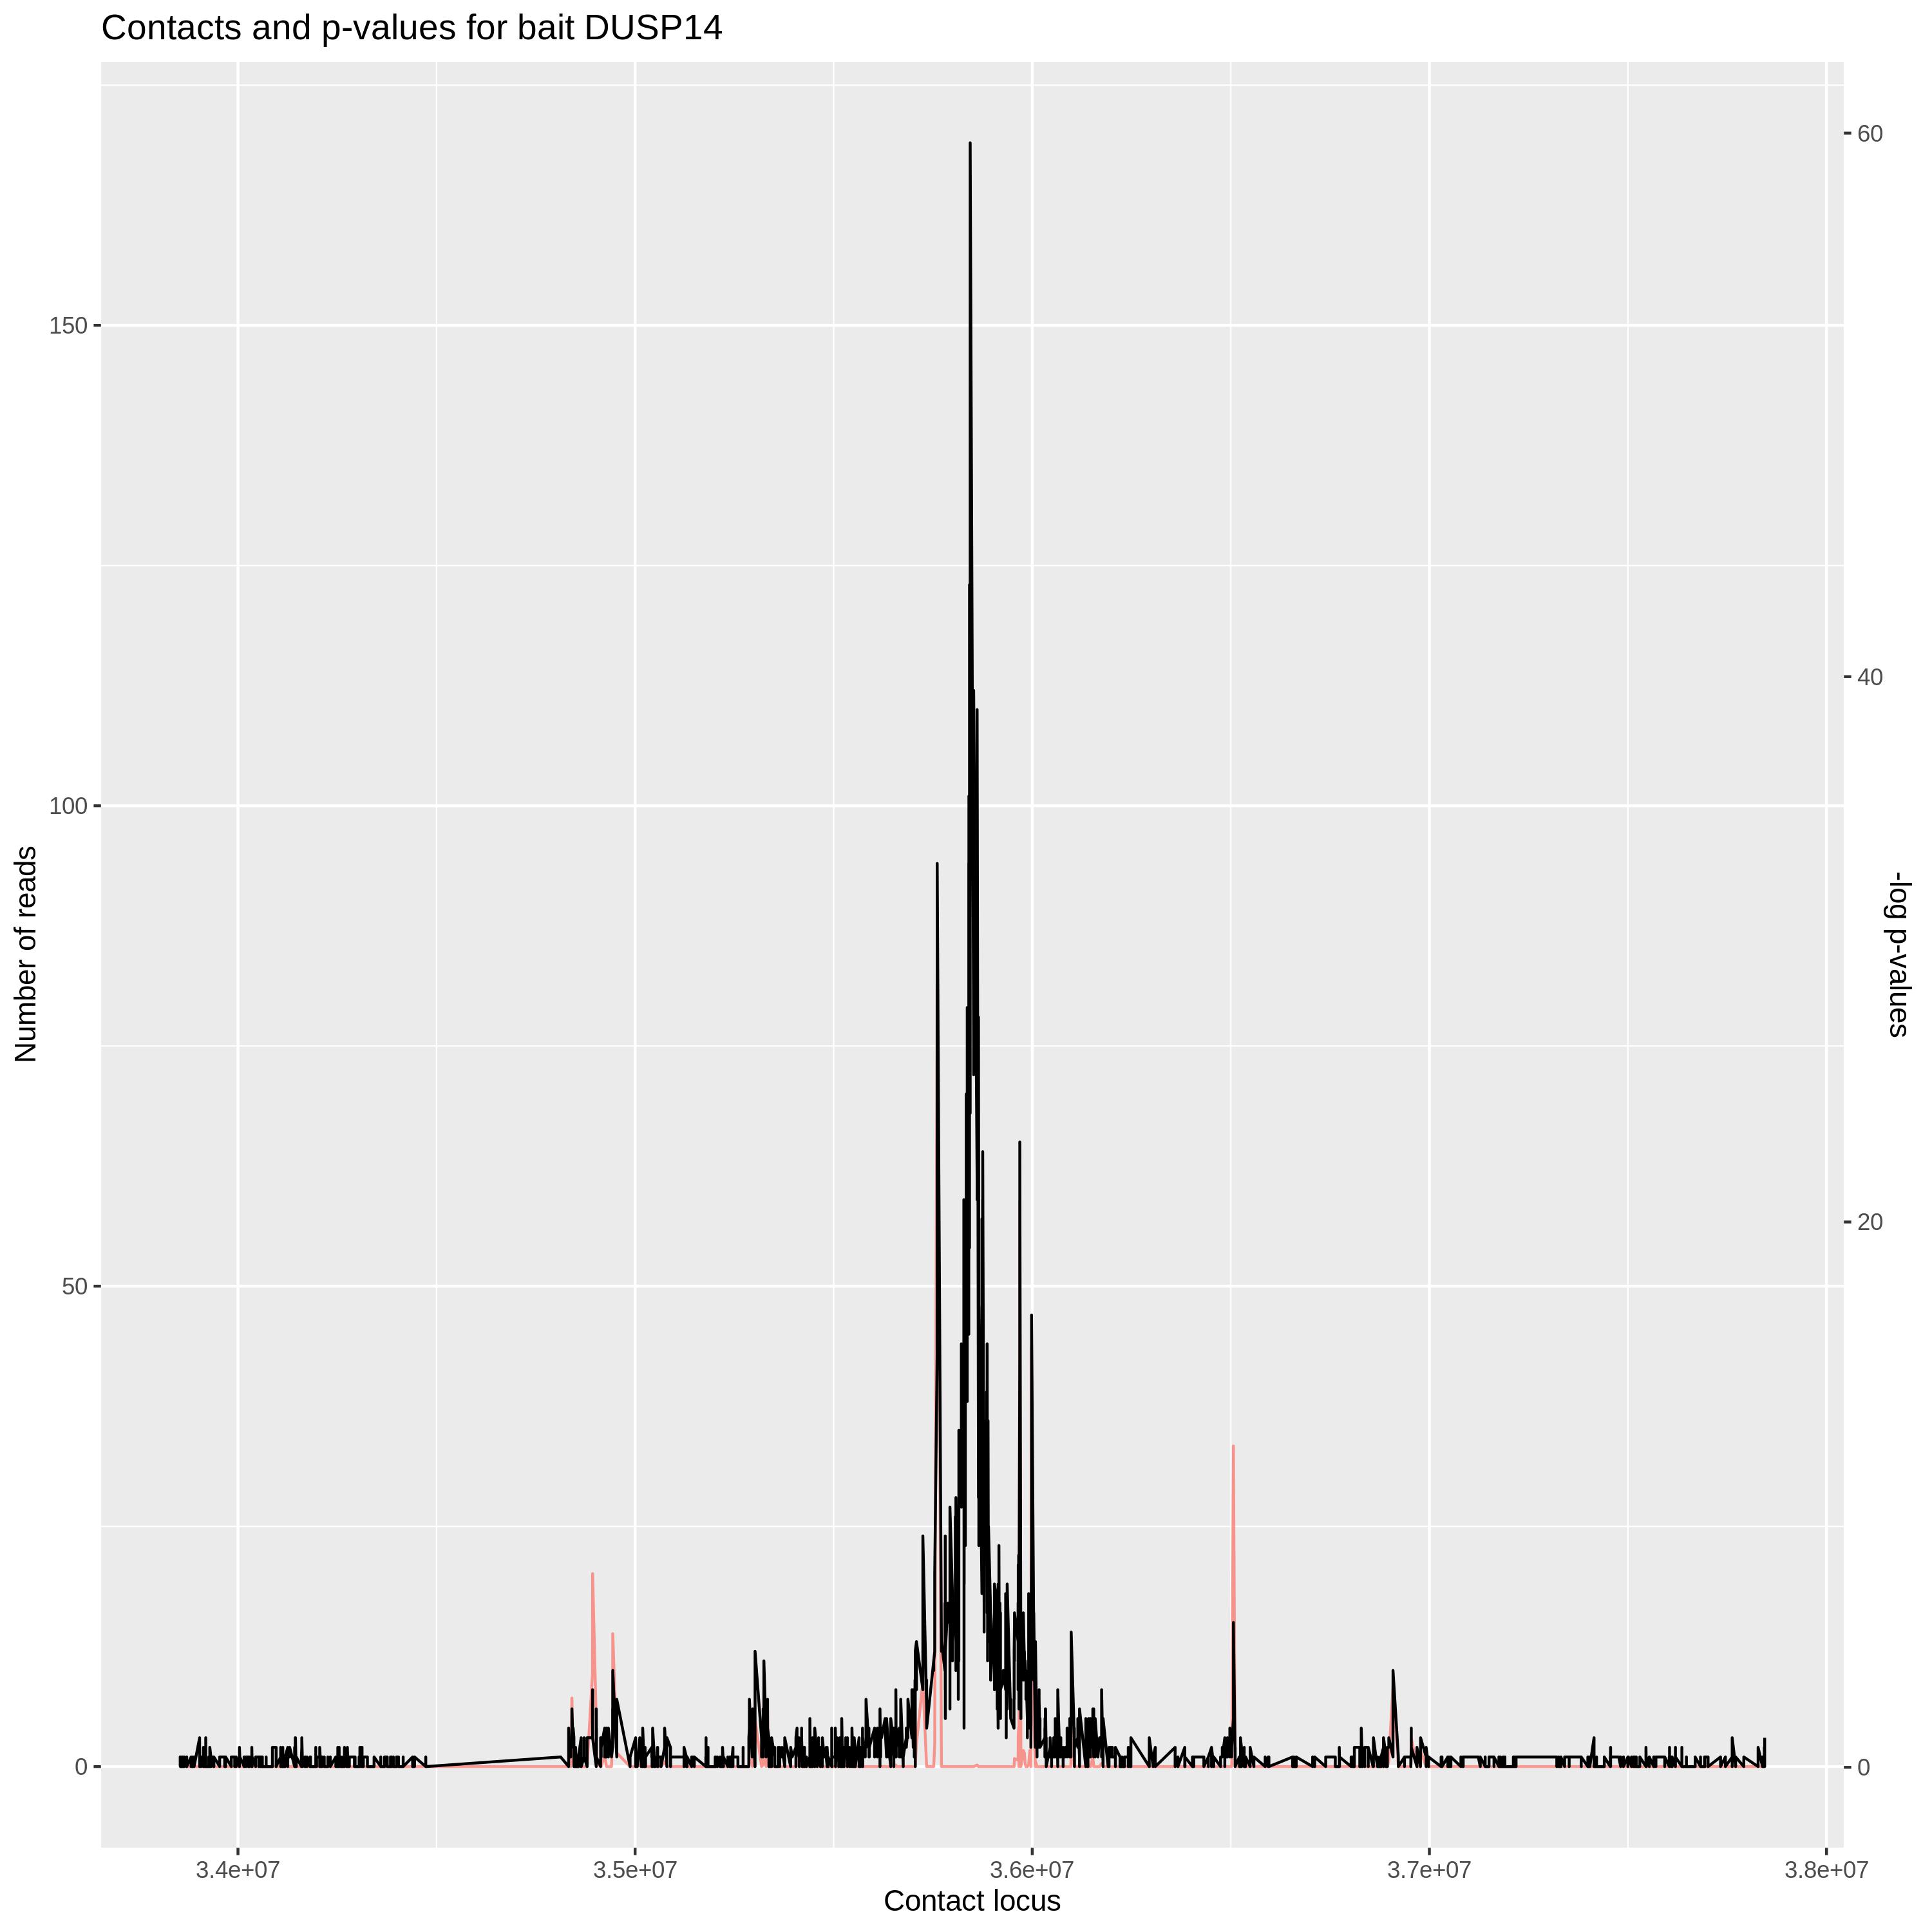 Contacts and p-values for bait DUSP14
60
150
40
100
Number of reads
-log p-values
20
50
0
0
3.4e+07
3.5e+07
3.6e+07
3.7e+07
3.8e+07
Contact locus